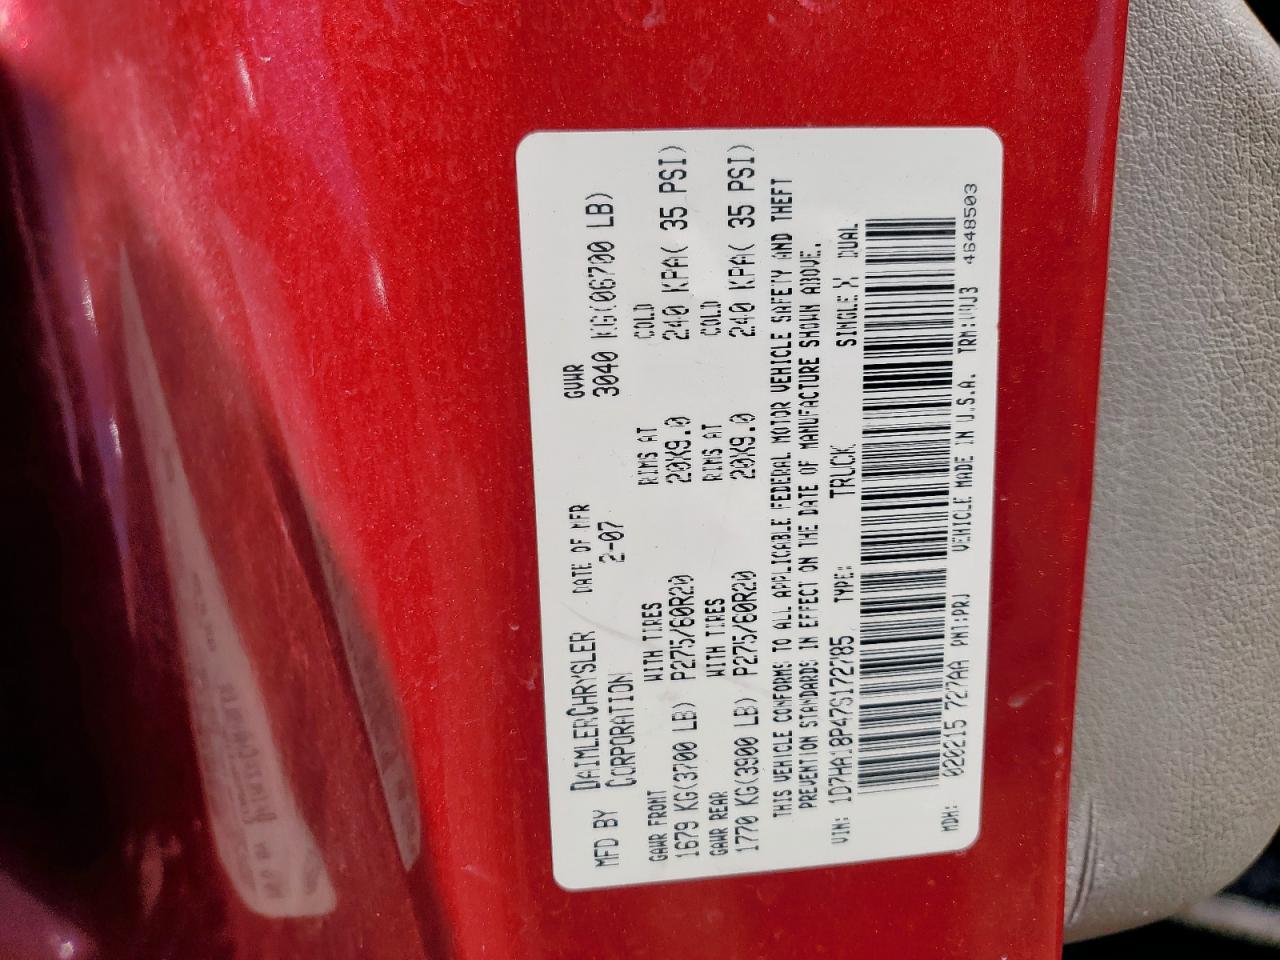 MFD BY DAIMLERCHRYSLER CORPORATION DATE OF MFR 2-07 GVWR 3040 KG(06700 LB)
GAWR FRONT WITH TIRES RIMS AT COLD
1679 KG(3700 LB) P275/60R20 20X9.0 240 KPA( 35 PSI)
GAWR REAR WITH TIRES RIMS AT COLD
1770 KG(3900 LB) P275/60R20 20X9.0 240 KPA( 35 PSI)
THIS VEHICLE CONFORMS TO ALL APPLICABLE FEDERAL MOTOR VEHICLE SAFETY AND THEFT
PREVENTION STANDARDS IN EFFECT ON THE DATE OF MANUFACTURE SHOWN ABOVE.
VIN: 1D7HA18P47S172785 TYPE: TRUCK SINGLE X DUAL
MDH: 020215 727AA PNT:PRJ VEHICLE MADE IN U.S.A. TRM: 4648503